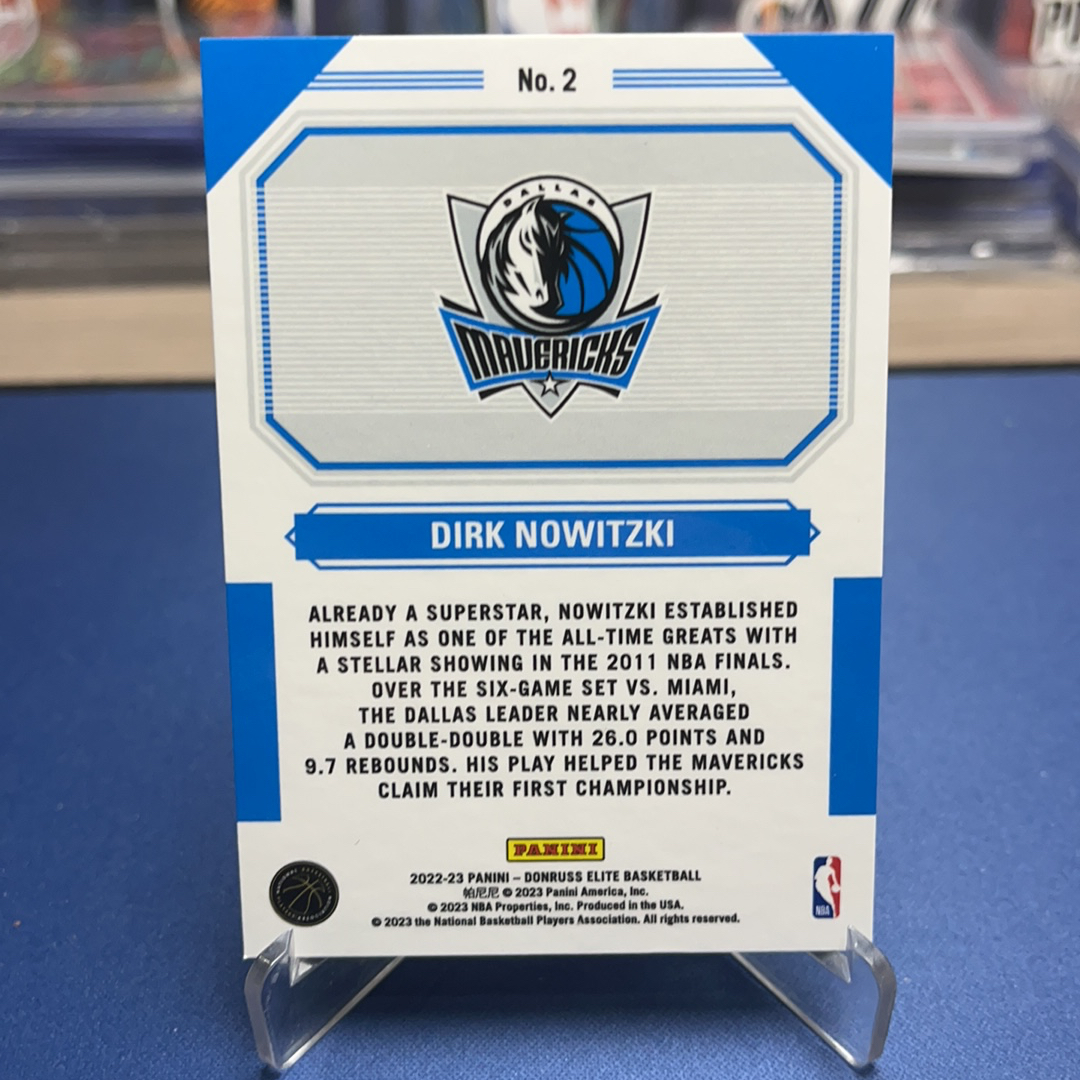 No. 2
DALLAS
MAVERICKS
DIRK NOWITZKI
ALREADY A SUPERSTAR, NOWITZKI ESTABLISHED
HIMSELF AS ONE OF THE ALL-TIME GREATS WITH
A STELLAR SHOWING IN THE 2011 NBA FINALS.
OVER THE SIX-GAME SET VS. MIAMI,
THE DALLAS LEADER NEARLY AVERAGED
A DOUBLE-DOUBLE WITH 26.0 POINTS AND
9.7 REBOUNDS. HIS PLAY HELPED THE MAVERICKS
CLAIM THEIR FIRST CHAMPIONSHIP.
PANINI
2022-23 PANINI – DONRUSS ELITE BASKETBALL
帕尼尼 © 2023 Panini America, Inc.
© 2023 NBA Properties, Inc. Produced in the USA.
© 2023 the National Basketball Players Association. All rights reserved.
NBA